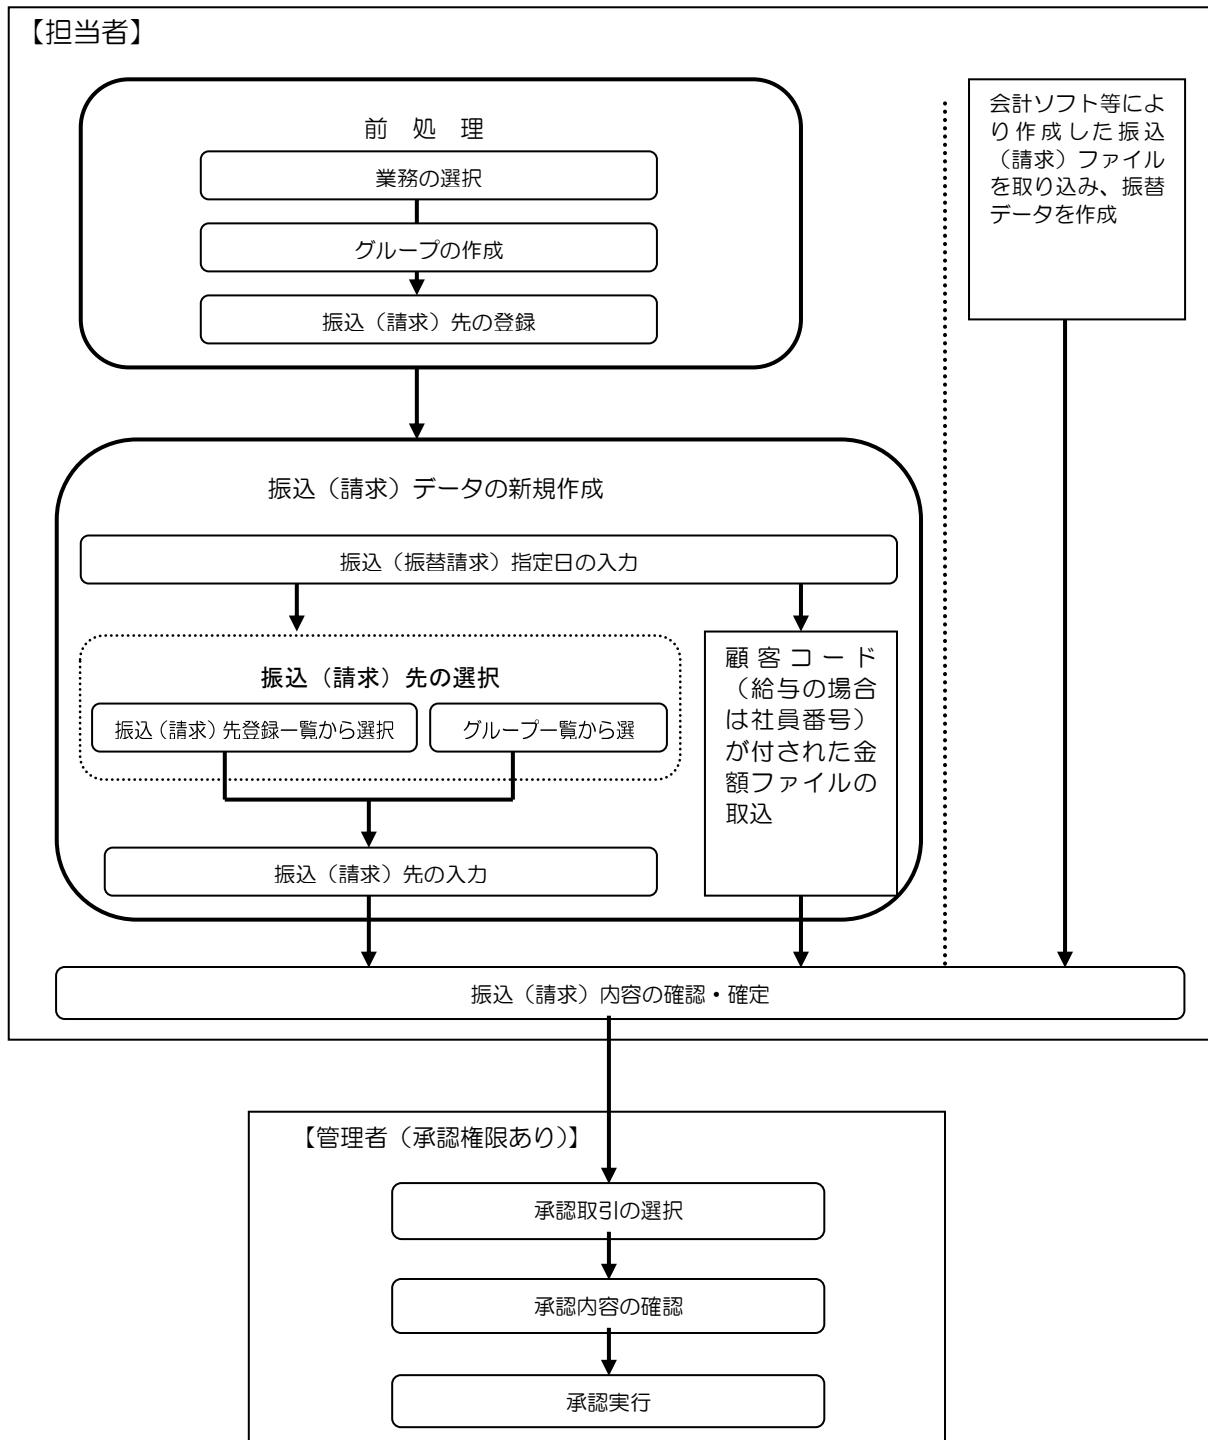 【担当者】
前　処　理
業務の選択
グループの作成
振込（請求）先の登録
会計ソフト等によ
り作成した振込
（請求）ファイル
を取り込み、振替
データを作成
振込（請求）データの新規作成
振込（振替請求）指定日の入力
振込（請求）先の選択
振込（請求）先登録一覧から選択
グループ一覧から選
顧客コード
（給与の場合
は社員番号）
が付された金
額ファイルの
取込
振込（請求）先の入力
振込（請求）内容の確認・確定
【管理者（承認権限あり）】
承認取引の選択
承認内容の確認
承認実行